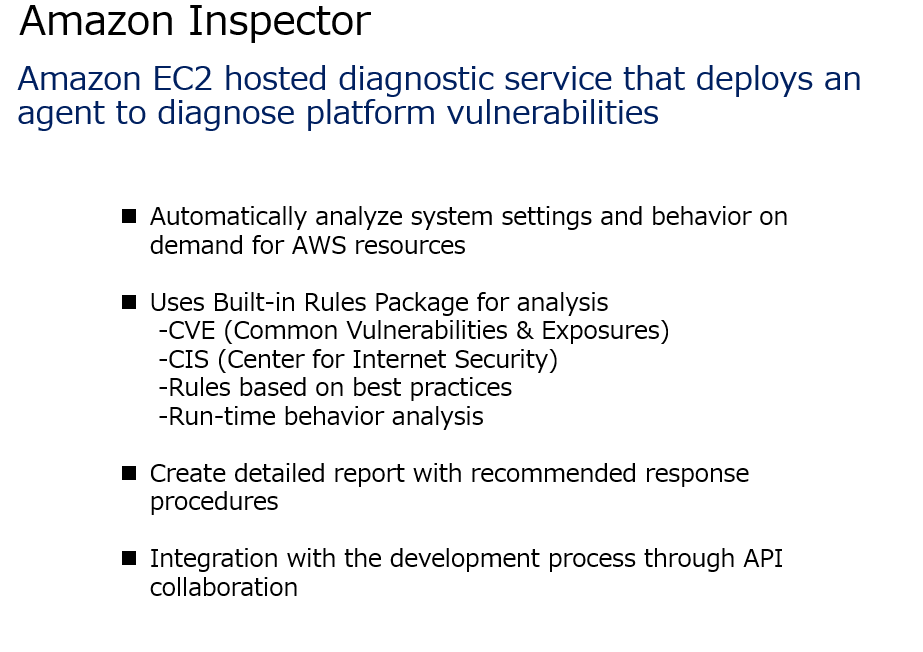 Amazon Inspector
Amazon EC2 hosted diagnostic service that deploys an
agent to diagnose platform vulnerabilities
■ Automatically analyze system settings and behavior on
demand for AWS resources
■ Uses Built-in Rules Package for analysis
-CVE (Common Vulnerabilities & Exposures)
-CIS (Center for Internet Security)
-Rules based on best practices
-Run-time behavior analysis
■ Create detailed report with recommended response
procedures
■ Integration with the development process through API
collaboration